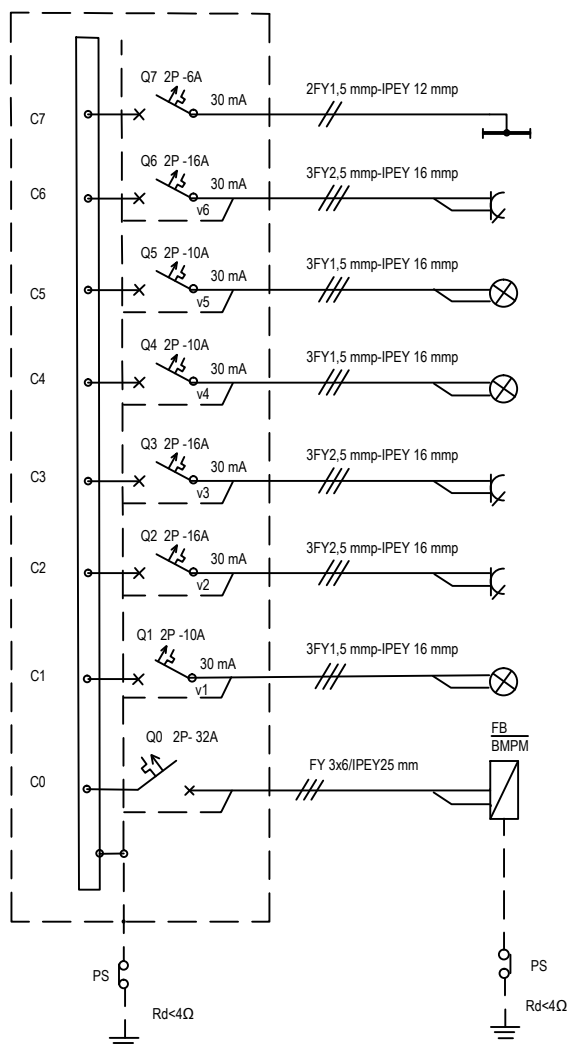 Q7 2P -6A
30 mA
2FY1,5 mmp-IPEY 12 mmp
C7
Q6 2P -16A
30 mA
3FY2,5 mmp-IPEY 16 mmp
C6
v6
Q5 2P -10A
30 mA
3FY1,5 mmp-IPEY 16 mmp
C5
v5
Q4 2P -10A
30 mA
3FY1,5 mmp-IPEY 16 mmp
C4
v4
Q3 2P -16A
30 mA
3FY2,5 mmp-IPEY 16 mmp
C3
v3
Q2 2P -16A
30 mA
3FY2,5 mmp-IPEY 16 mmp
C2
v2
Q1 2P -10A
30 mA
3FY1,5 mmp-IPEY 16 mmp
C1
v1
Q0 2P- 32A
FB
BMPM
C0
FY 3x6/IPEY25 mm
PS
PS
Rd<4Ω
Rd<4Ω